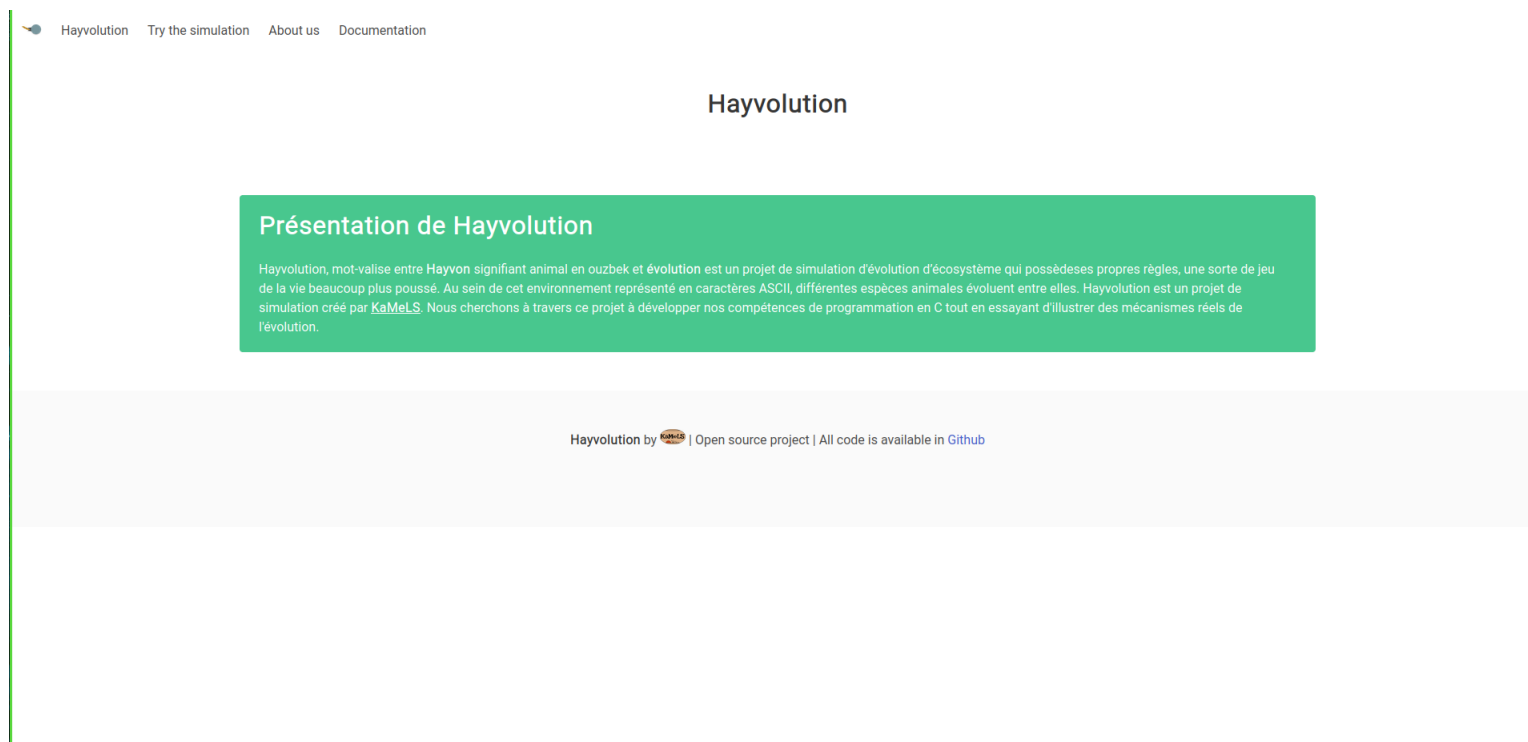 Hayvolution Try the simulation About us Documentation
Hayvolution
Présentation de Hayvolution
Hayvolution, mot-valise entre Hayvon signifiant animal en ouzbek et évolution est un projet de simulation d'évolution d'écosystème qui possèdeses propres règles, une sorte de jeu
de la vie beaucoup plus poussé. Au sein de cet environnement représenté en caractères ASCII, différentes espèces animales évoluent entre elles. Hayvolution est un projet de
simulation créé par KaMeLS. Nous cherchons à travers ce projet à développer nos compétences de programmation en C tout en essayant d'illustrer des mécanismes réels de
l'évolution.
Hayvolution by KaMeLS | Open source project | All code is available in Github